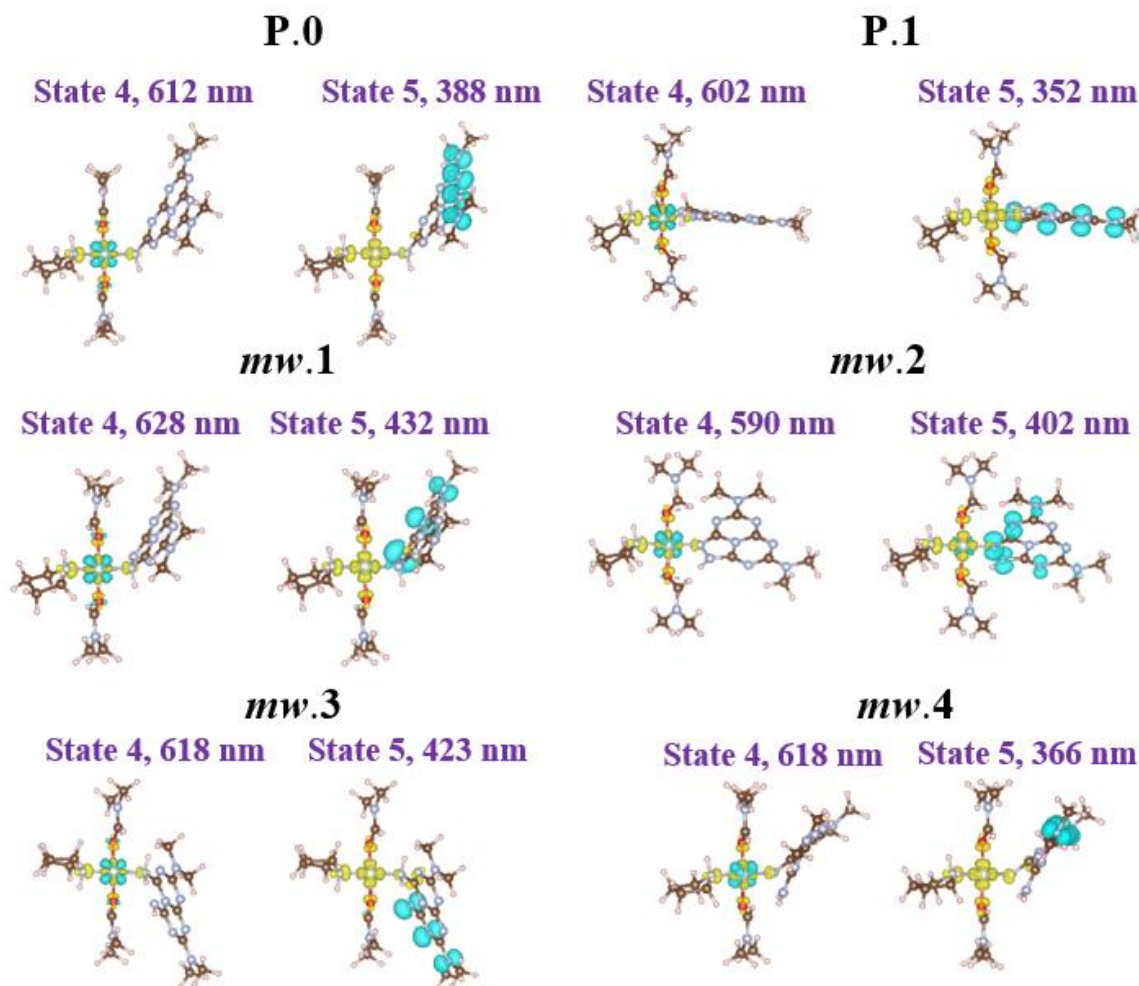 P.0
P.1
State 4, 612 nm
State 5, 388 nm
State 4, 602 nm
State 5, 352 nm
mw.1
mw.2
State 4, 628 nm
State 5, 432 nm
State 4, 590 nm
State 5, 402 nm
mw.3
mw.4
State 4, 618 nm
State 5, 423 nm
State 4, 618 nm
State 5, 366 nm